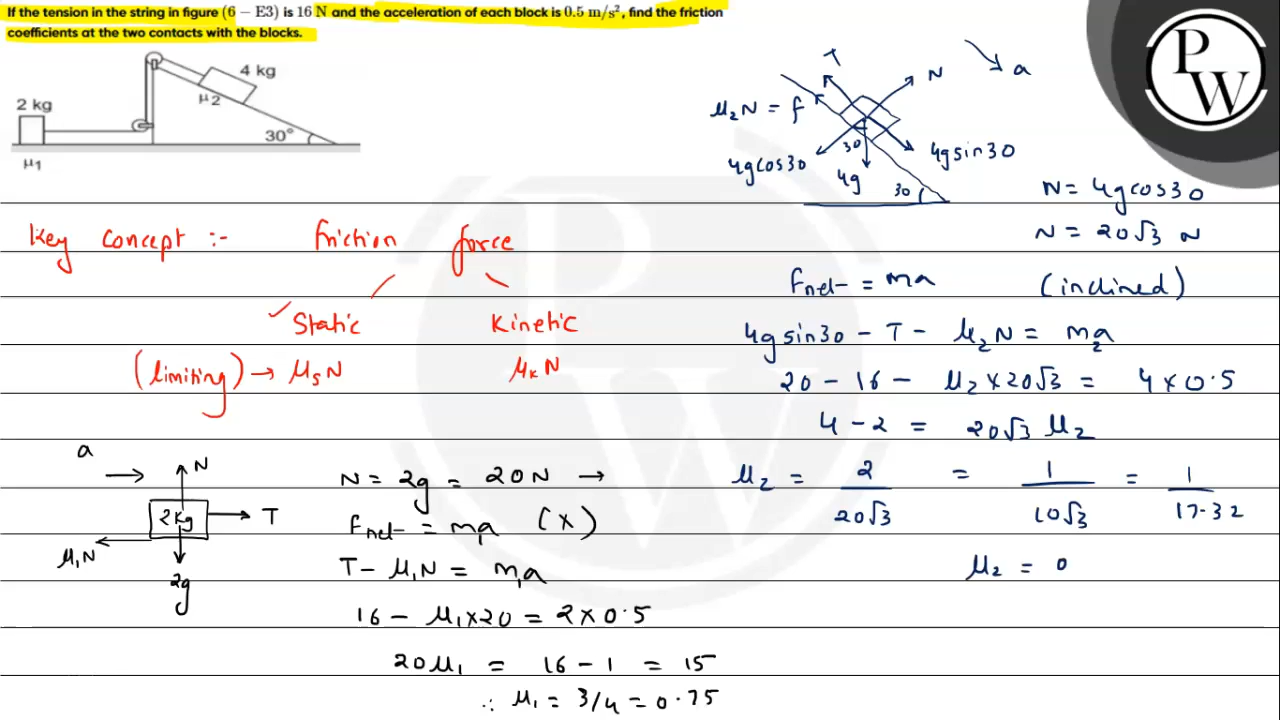 If the tension in the string in figure (6 − E3) is 16 N and the acceleration of each block is 0.5 m/s², find the friction
coefficients at the two contacts with the blocks.
4 kg
μ2
2 kg
30°
μ1
T
N
a
μ₂N = f
30
4gsin30
4gcos30
4g
30
PW
N = 4gcos30
N = 20√3 N
Key concept :- friction force
Static
Kinetic
(limiting) → μₛN
μₖN
Fnet = ma (inclined)
4gsin30 - T - μ₂N = m₂a
20 - 16 - μ₂×20√3 = 4×0.5
4 - 2 = 20√3 μ₂
μ₂ = 2/20√3 = 1/10√3 = 1/17.32
μ₂ = 0
a
→
N
2kg
T
μ₁N
2g
N = 2g = 20N →
Fnet = m₁a (x)
T - μ₁N = m₁a
16 - μ₁×20 = 2×0.5
20μ₁ = 16 - 1 = 15
∴ μ₁ = 3/4 = 0.75